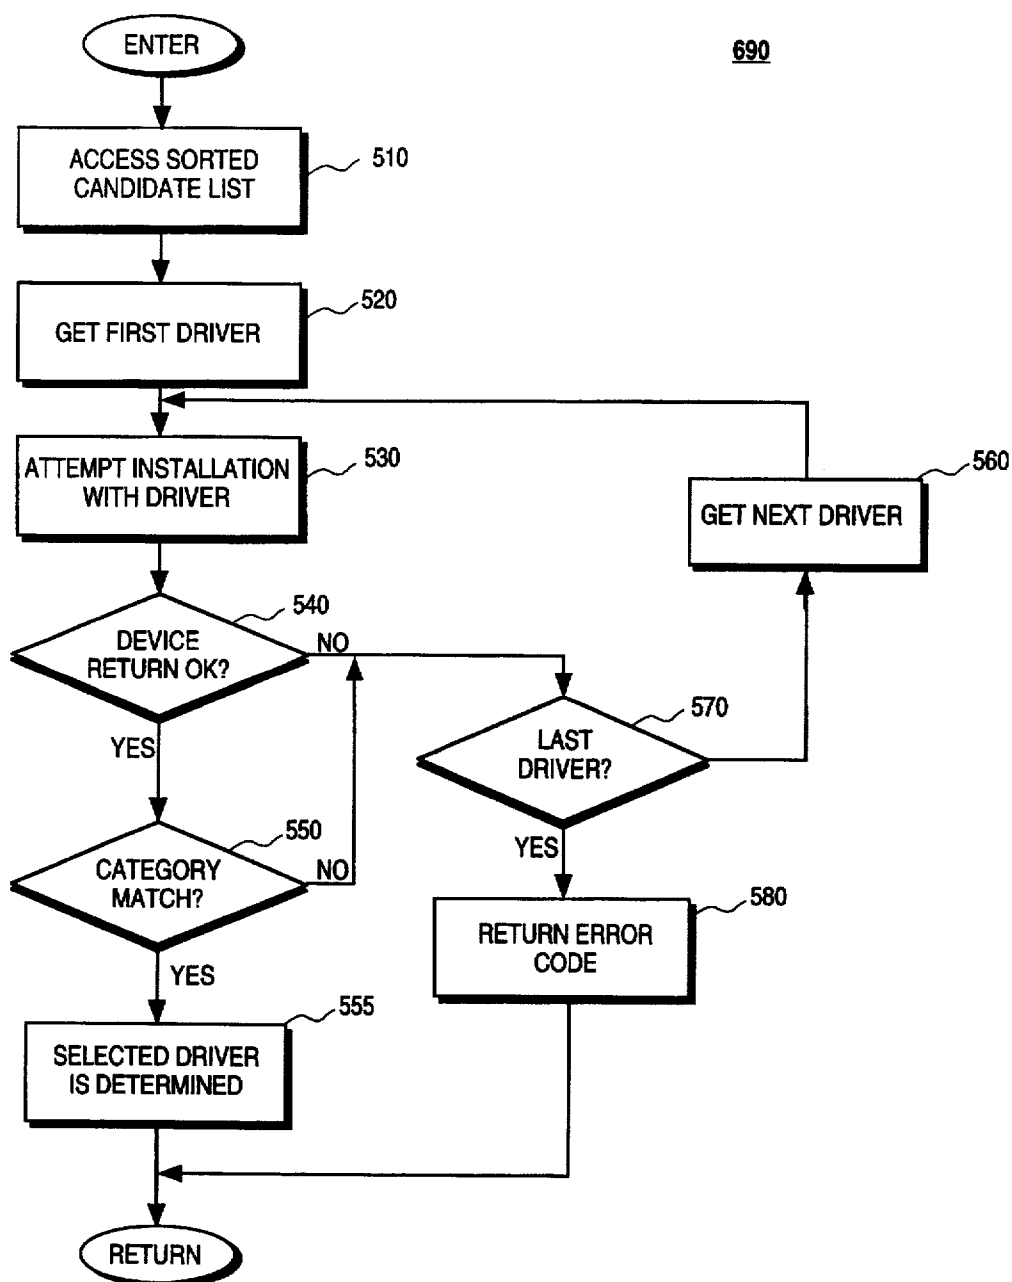 ENTER
690
ACCESS SORTED
CANDIDATE LIST
510
GET FIRST DRIVER
520
ATTEMPT INSTALLATION
WITH DRIVER
530
GET NEXT DRIVER
560
DEVICE
RETURN OK?
540
NO
YES
LAST
DRIVER?
570
YES
CATEGORY
MATCH?
550
NO
YES
RETURN ERROR
CODE
580
SELECTED DRIVER
IS DETERMINED
555
RETURN